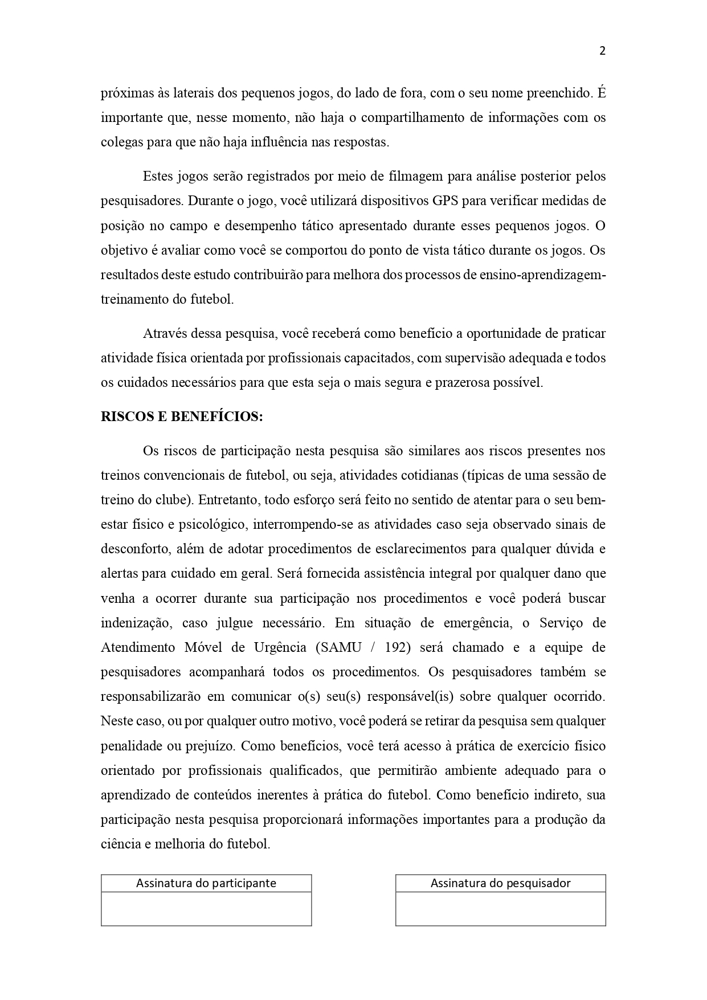 2
próximas às laterais dos pequenos jogos, do lado de fora, com o seu nome preenchido. É
importante que, nesse momento, não haja o compartilhamento de informações com os
colegas para que não haja influência nas respostas.
Estes jogos serão registrados por meio de filmagem para análise posterior pelos
pesquisadores. Durante o jogo, você utilizará dispositivos GPS para verificar medidas de
posição no campo e desempenho tático apresentado durante esses pequenos jogos. O
objetivo é avaliar como você se comportou do ponto de vista tático durante os jogos. Os
resultados deste estudo contribuirão para melhora dos processos de ensino-aprendizagem-
treinamento do futebol.
Através dessa pesquisa, você receberá como benefício a oportunidade de praticar
atividade física orientada por profissionais capacitados, com supervisão adequada e todos
os cuidados necessários para que esta seja o mais segura e prazerosa possível.
RISCOS E BENEFÍCIOS:
Os riscos de participação nesta pesquisa são similares aos riscos presentes nos
treinos convencionais de futebol, ou seja, atividades cotidianas (típicas de uma sessão de
treino do clube). Entretanto, todo esforço será feito no sentido de atentar para o seu bem-
estar físico e psicológico, interrompendo-se as atividades caso seja observado sinais de
desconforto, além de adotar procedimentos de esclarecimentos para qualquer dúvida e
alertas para cuidado em geral. Será fornecida assistência integral por qualquer dano que
venha a ocorrer durante sua participação nos procedimentos e você poderá buscar
indenização, caso julgue necessário. Em situação de emergência, o Serviço de
Atendimento Móvel de Urgência (SAMU / 192) será chamado e a equipe de
pesquisadores acompanhará todos os procedimentos. Os pesquisadores também se
responsabilizarão em comunicar o(s) seu(s) responsável(is) sobre qualquer ocorrido.
Neste caso, ou por qualquer outro motivo, você poderá se retirar da pesquisa sem qualquer
penalidade ou prejuízo. Como benefícios, você terá acesso à prática de exercício físico
orientado por profissionais qualificados, que permitirão ambiente adequado para o
aprendizado de conteúdos inerentes à prática do futebol. Como benefício indireto, sua
participação nesta pesquisa proporcionará informações importantes para a produção da
ciência e melhoria do futebol.
Assinatura do participante
Assinatura do pesquisador